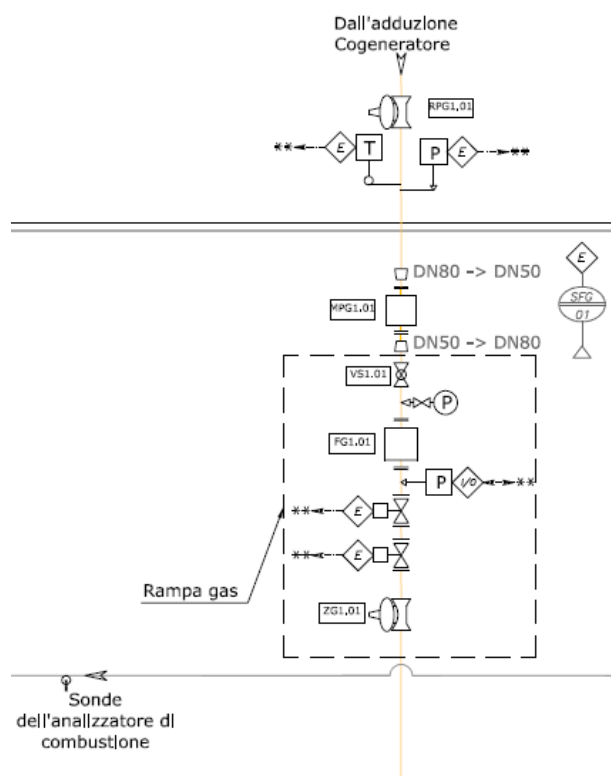 Dall'adduzione
Cogeneratore
RPG1.01
** E T P E **
DN80 -> DN50
E
MPG1.01
SFG
01
DN50 -> DN80
VS1.01
P
FG1.01
P I/O **
** E
** E
Rampa gas
ZG1.01
Sonde
dell'analizzatore di
combustione